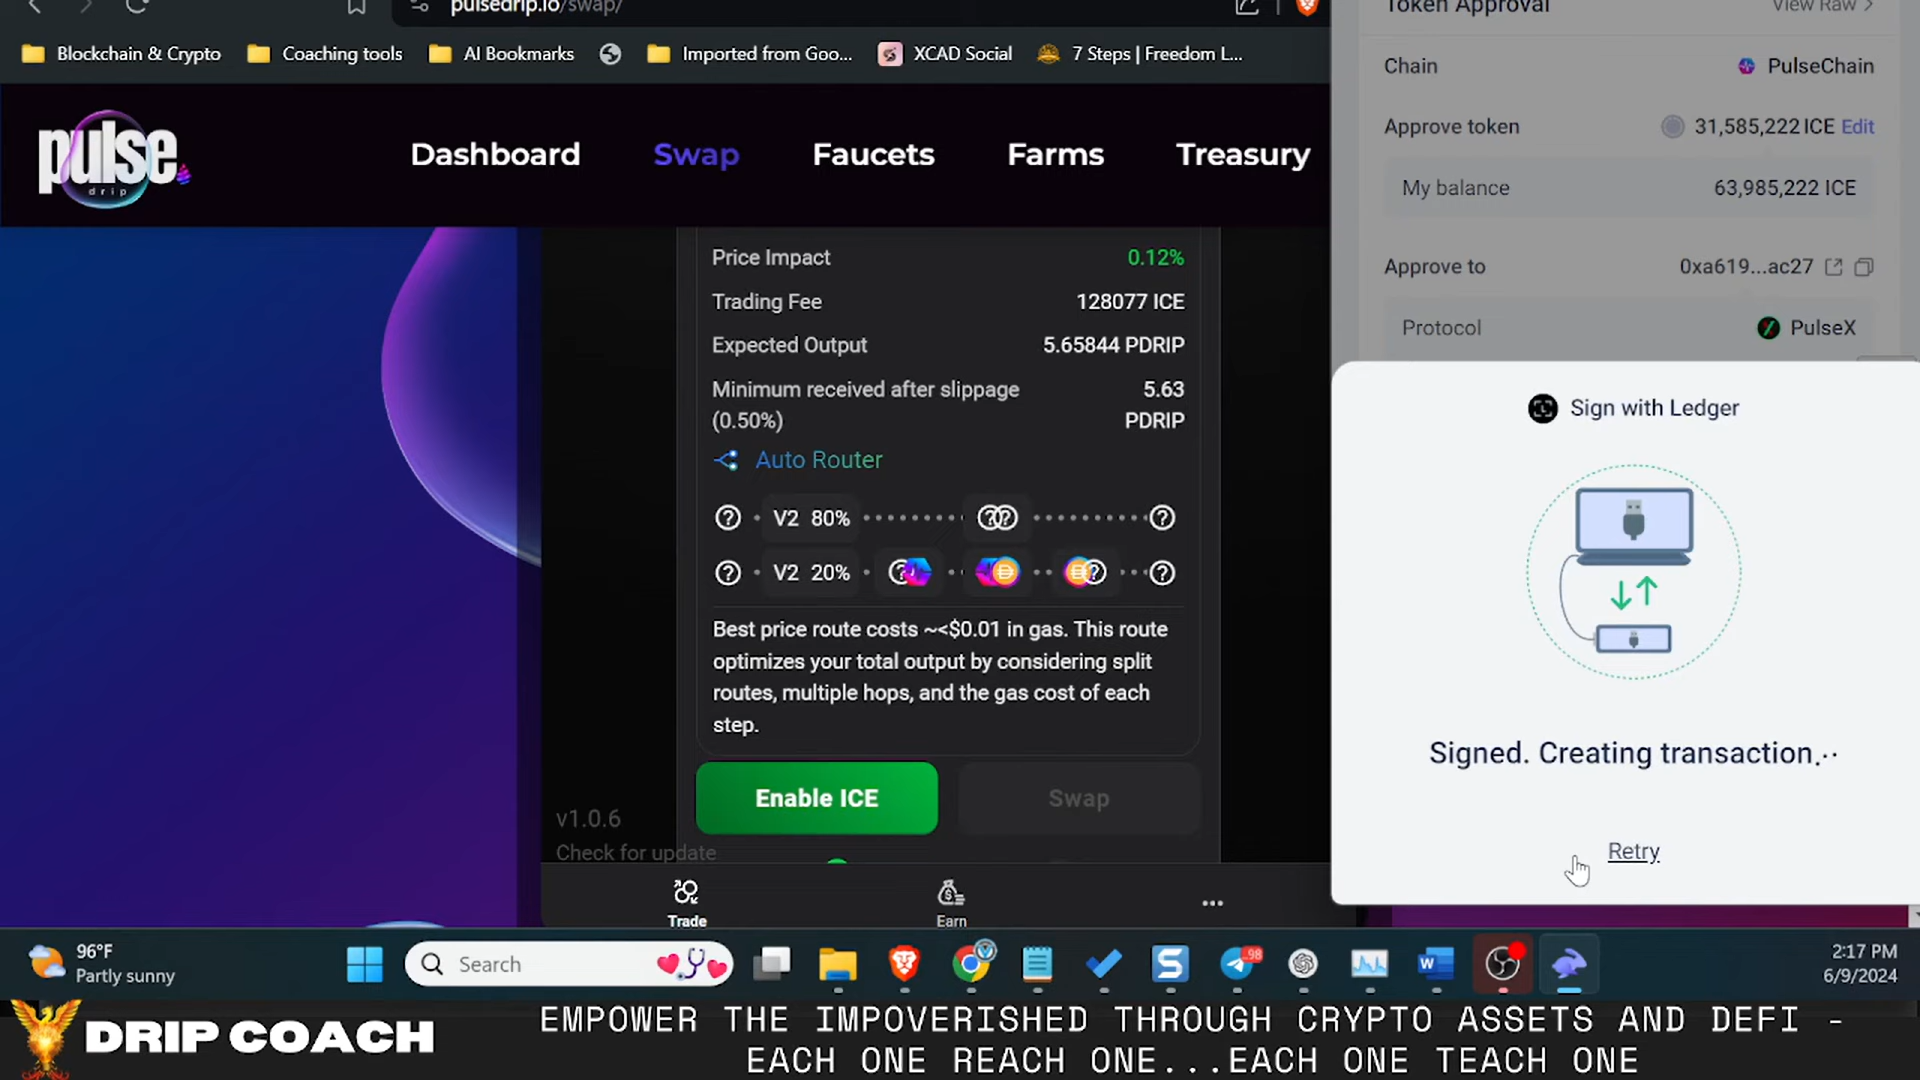 pulsedrip.io/swap/
Blockchain & Crypto
Coaching tools
AI Bookmarks
Imported from Goo...
XCAD Social
7 Steps | Freedom L...
pulse
drip
Dashboard
Swap
Faucets
Farms
Treasury
Price Impact
0.12%
Trading Fee
128077 ICE
Expected Output
5.65844 PDRIP
Minimum received after slippage
5.63
(0.50%)
PDRIP
Auto Router
V2 80%
V2 20%
Best price route costs ~<$0.01 in gas. This route
optimizes your total output by considering split
routes, multiple hops, and the gas cost of each
step.
Enable ICE
Swap
v1.0.6
Check for update
Trade
Earn
Token Approval
View Raw >
Chain
PulseChain
Approve token
31,585,222 ICE Edit
My balance
63,985,222 ICE
Approve to
0xa619...ac27
Protocol
PulseX
Sign with Ledger
Signed. Creating transaction...
Retry
96°F
Partly sunny
Search
98
2:17 PM
6/9/2024
DRIP COACH
EMPOWER THE IMPOVERISHED THROUGH CRYPTO ASSETS AND DEFI -
EACH ONE REACH ONE...EACH ONE TEACH ONE